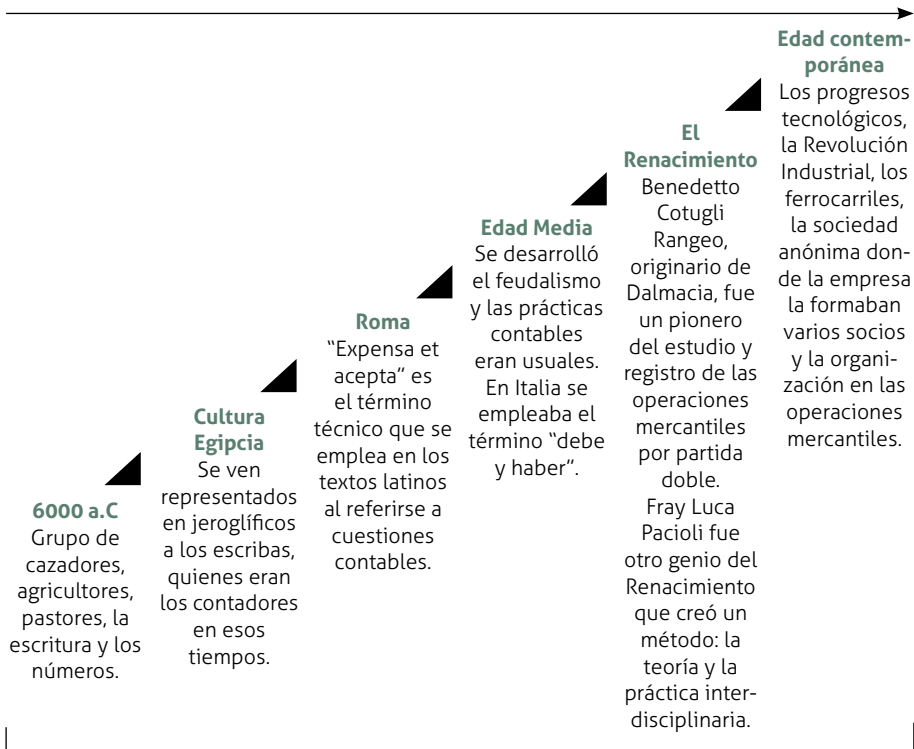 6000 a.C
Grupo de
cazadores,
agricultores,
pastores, la
escritura y los
números.
Cultura
Egipcia
Se ven
representados
en jeroglíficos
a los escribas,
quienes eran
los contadores
en esos
tiempos.
Roma
“Expensa et
acepta” es
el término
técnico que se
emplea en los
textos latinos
al referirse a
cuestiones
contables.
Edad Media
Se desarrolló
el feudalismo
y las prácticas
contables
eran usuales.
En Italia se
empleaba el
término “debe
y haber”.
El
Renacimiento
Benedetto
Cotugli
Rangeo,
originario de
Dalmacia, fue
un pionero
del estudio y
registro de las
operaciones
mercantiles
por partida
doble.
Fray Luca
Pacioli fue
otro genio del
Renacimiento
que creó un
método: la
teoría y la
práctica inter-
disciplinaria.
Edad contem-
poránea
Los progresos
tecnológicos,
la Revolución
Industrial, los
ferrocarriles,
la sociedad
anónima don-
de la empresa
la formaban
varios socios
y la organi-
zación en las
operaciones
mercantiles.